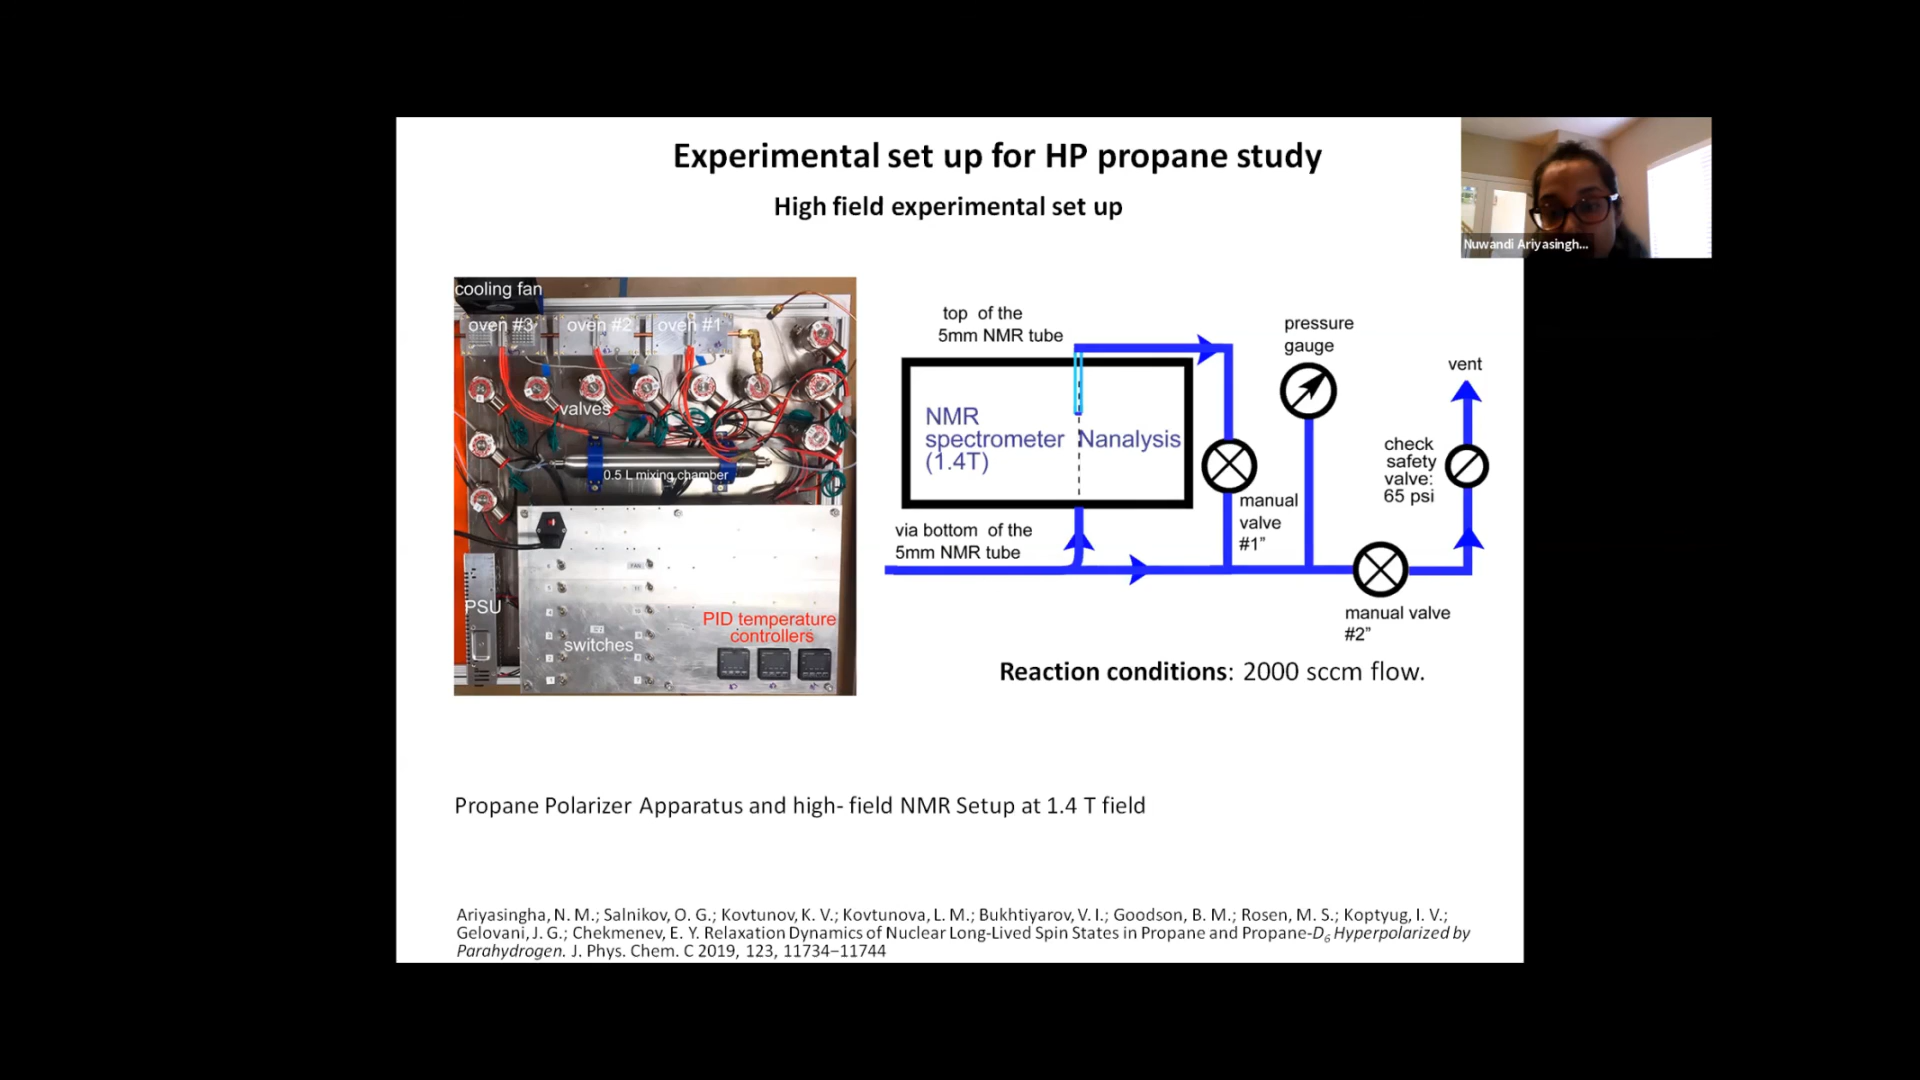 Experimental set up for HP propane study
High field experimental set up
Nuwandi Ariyasingh...
cooling fan
oven #3
oven #2
oven #1
valves
0.5 L mixing chamber
PSU
switches
FAN
PID temperature
controllers
top of the
5mm NMR tube
NMR
spectrometer Nanalysis
(1.4T)
via bottom of the
5mm NMR tube
manual
valve
#1”
pressure
gauge
vent
check
safety
valve:
65 psi
manual valve
#2”
Reaction conditions: 2000 sccm flow.
Propane Polarizer Apparatus and high- field NMR Setup at 1.4 T field
Ariyasingha, N. M.; Salnikov, O. G.; Kovtunov, K. V.; Kovtunova, L. M.; Bukhtiyarov, V. I.; Goodson, B. M.; Rosen, M. S.; Koptyug, I. V.;
Gelovani, J. G.; Chekmenev, E. Y. Relaxation Dynamics of Nuclear Long-Lived Spin States in Propane and Propane-D6 Hyperpolarized by
Parahydrogen. J. Phys. Chem. C 2019, 123, 11734−11744